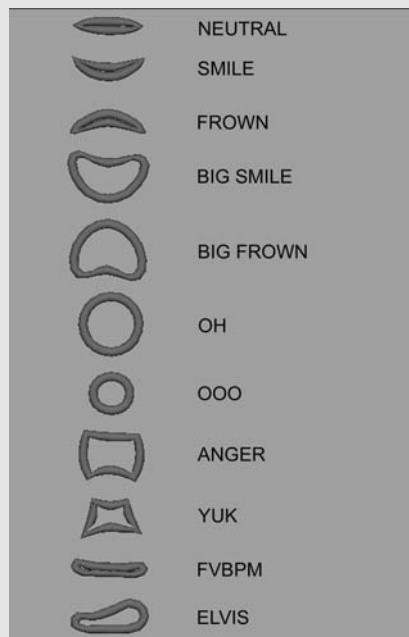 NEUTRAL
SMILE
FROWN
BIG SMILE
BIG FROWN
OH
OOO
ANGER
YUK
FVBPM
ELVIS